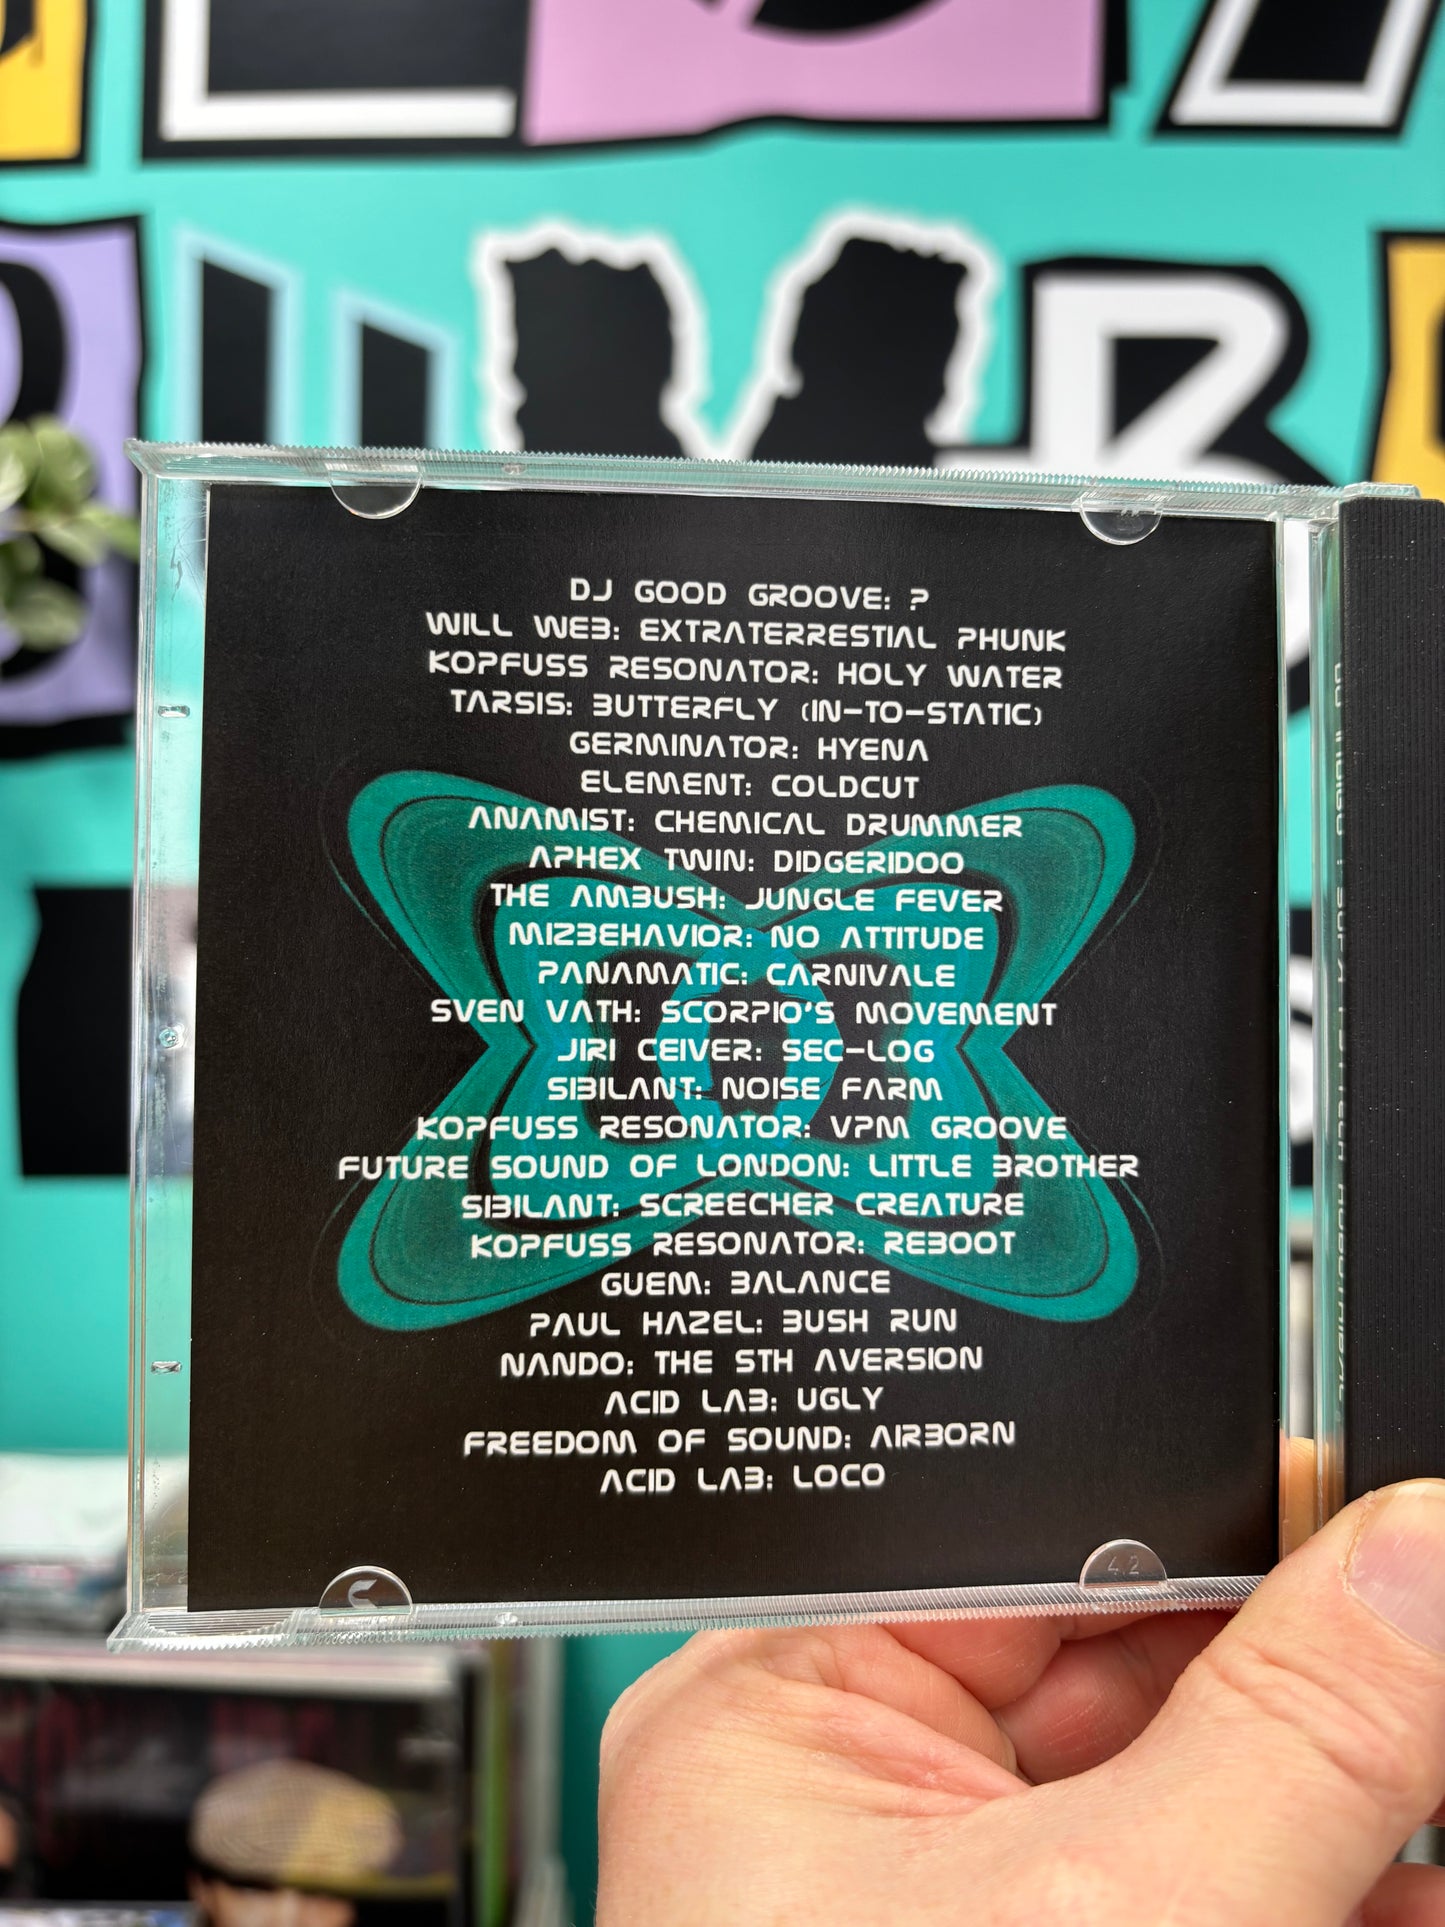 DJ GOOD GROOVE: ?
WILL WEB: EXTRATERRESTIAL PHUNK
KOPFUSS RESONATOR: HOLY WATER
TARSIS: BUTTERFLY (IN-TO-STATIC)
GERMINATOR: HYENA
ELEMENT: COLDCUT
ANAMIST: CHEMICAL DRUMMER
APHEX TWIN: DIDGERIDOO
THE AMBUSH: JUNGLE FEVER
MIZBEHAVIOR: NO ATTITUDE
PANAMATIC: CARNIVALE
SVEN VATH: SCORPIO'S MOVEMENT
JIRI CEIVER: SEC-LOG
SIBILANT: NOISE FARM
KOPFUSS RESONATOR: VPM GROOVE
FUTURE SOUND OF LONDON: LITTLE BROTHER
SIBILANT: SCREECHER CREATURE
KOPFUSS RESONATOR: REBOOT
GUEM: BALANCE
PAUL HAZEL: BUSH RUN
NANDO: THE 5TH AVERSION
ACID LAB: UGLY
FREEDOM OF SOUND: AIRBORN
ACID LAB: LOCO
4.2